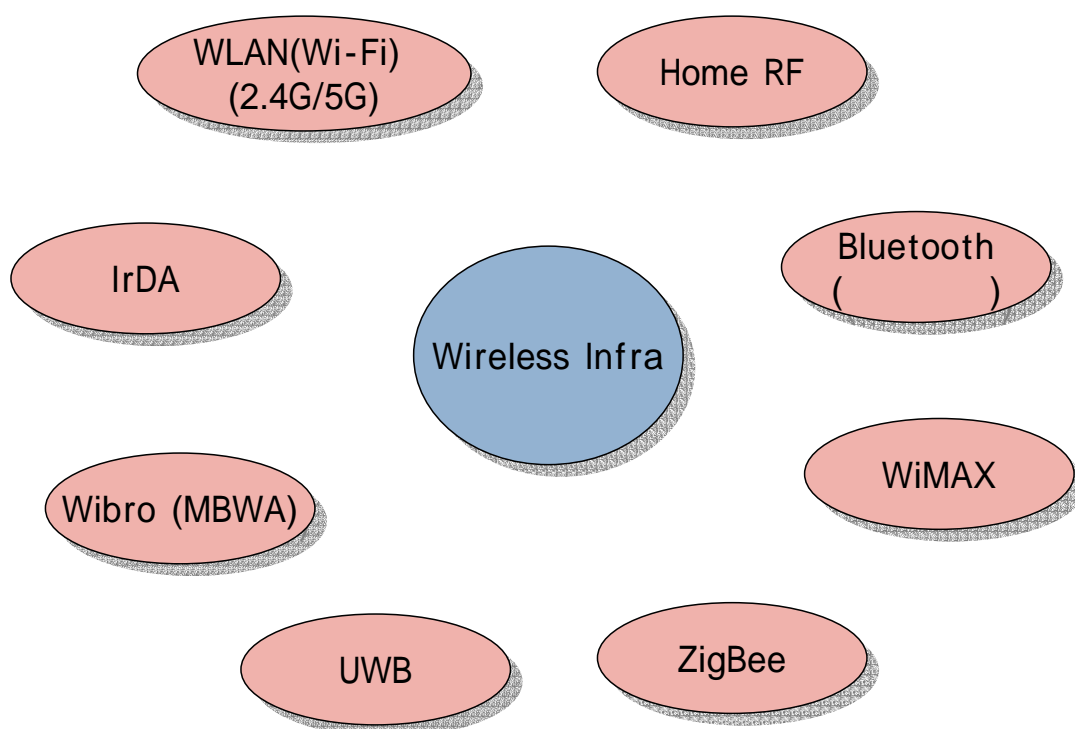 WLAN(Wi-Fi)
(2.4G/5G)
Home RF
IrDA
Bluetooth
( )
Wireless Infra
WiMAX
Wibro (MBWA)
UWB
ZigBee